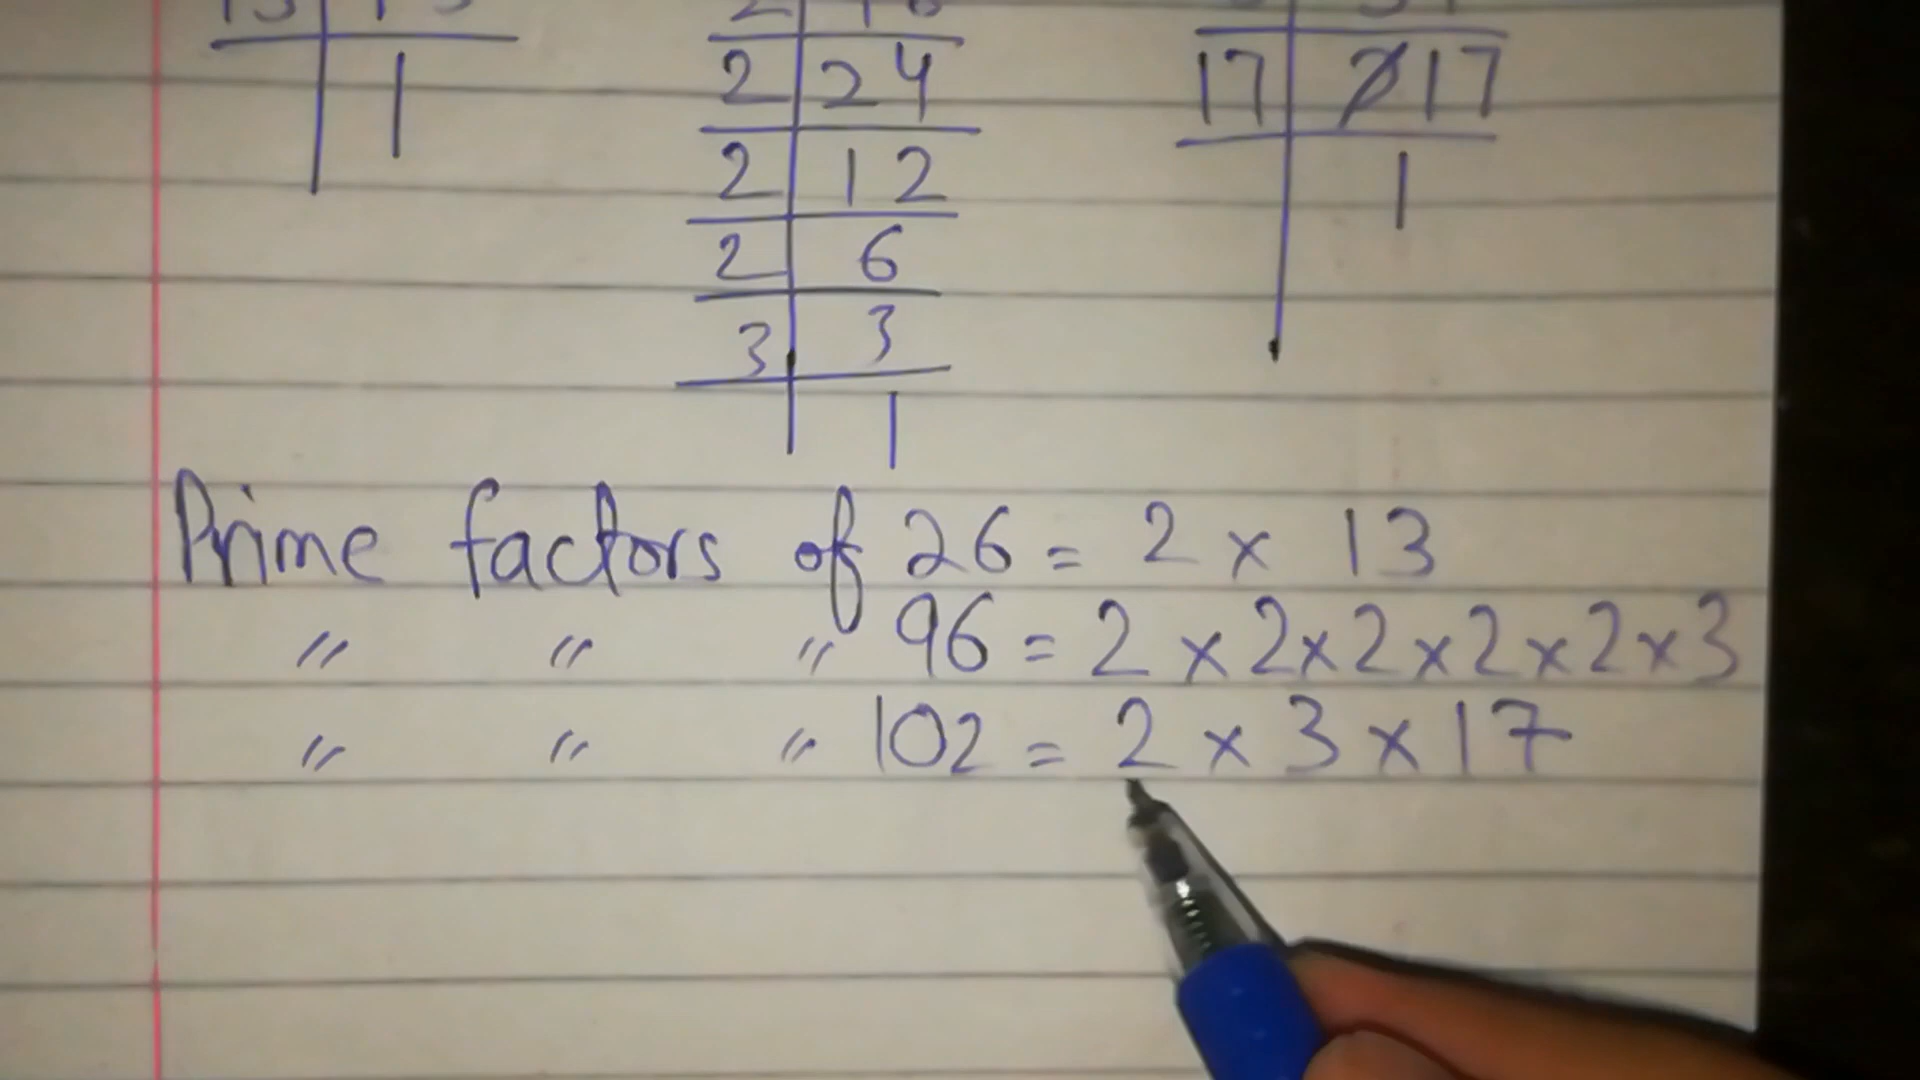 1
2 24
2 12
2 6
3 3
1
17 17
1
Prime factors of 26 = 2 x 13
" " " 96 = 2 x 2 x 2 x 2 x 2 x 3
" " " 102 = 2 x 3 x 17